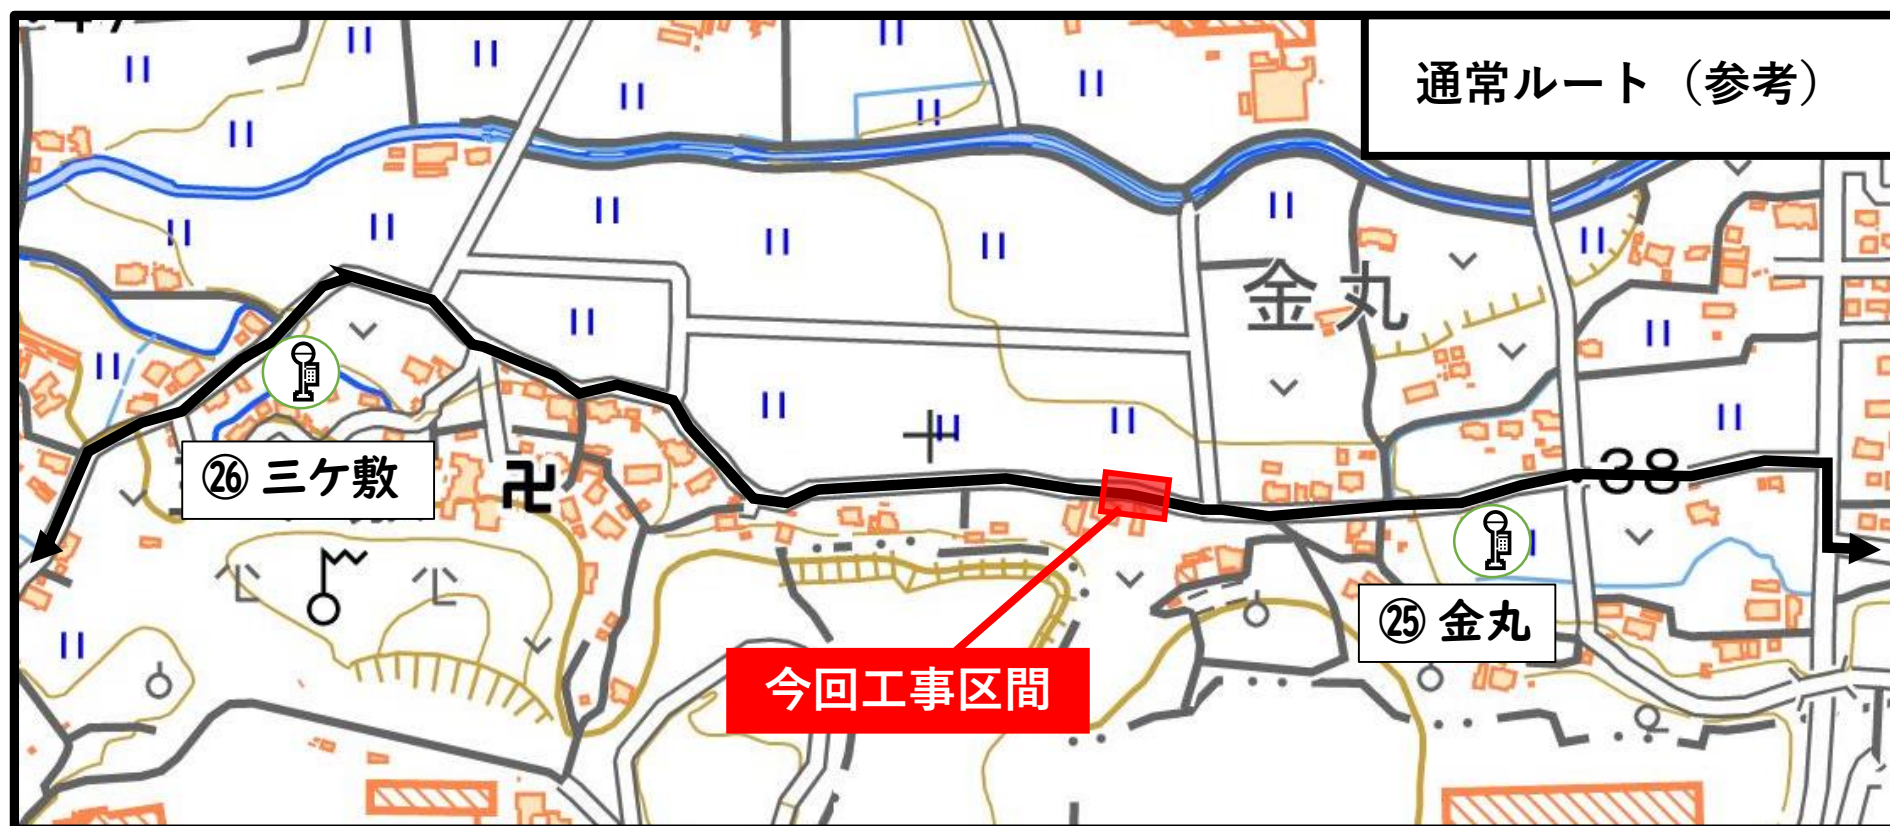 通常ルート（参考）
金丸
㉖ 三ケ敷
38
㉕ 金丸
今回工事区間